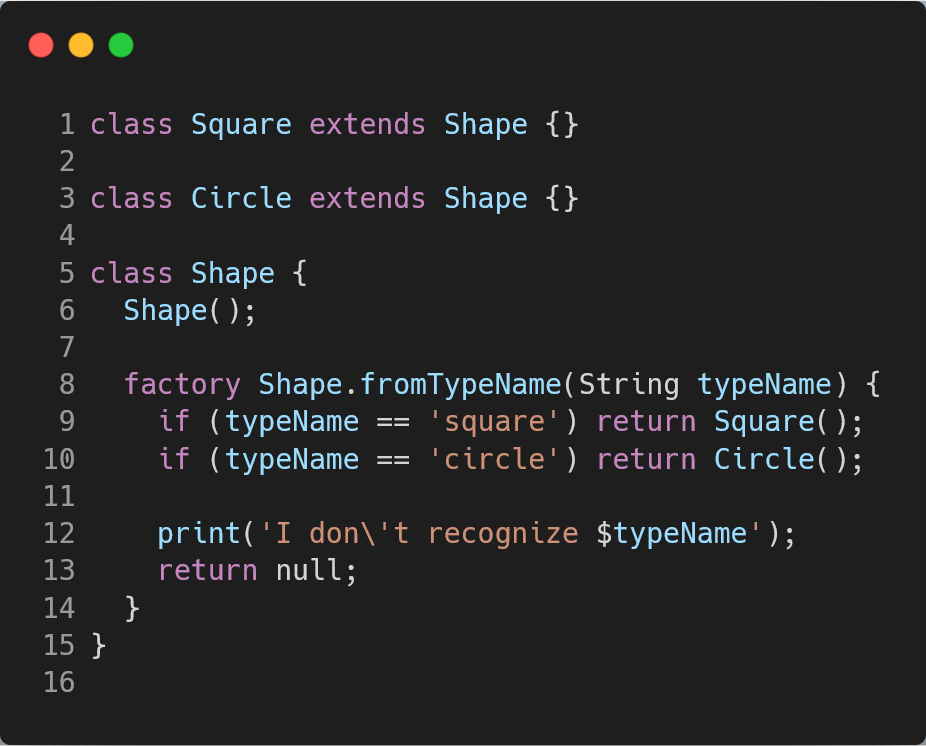 1 class Square extends Shape {}
2
3 class Circle extends Shape {}
4
5 class Shape {
6   Shape();
7
8   factory Shape.fromTypeName(String typeName) {
9     if (typeName == 'square') return Square();
10     if (typeName == 'circle') return Circle();
11
12     print('I don\'t recognize $typeName');
13     return null;
14   }
15 }
16